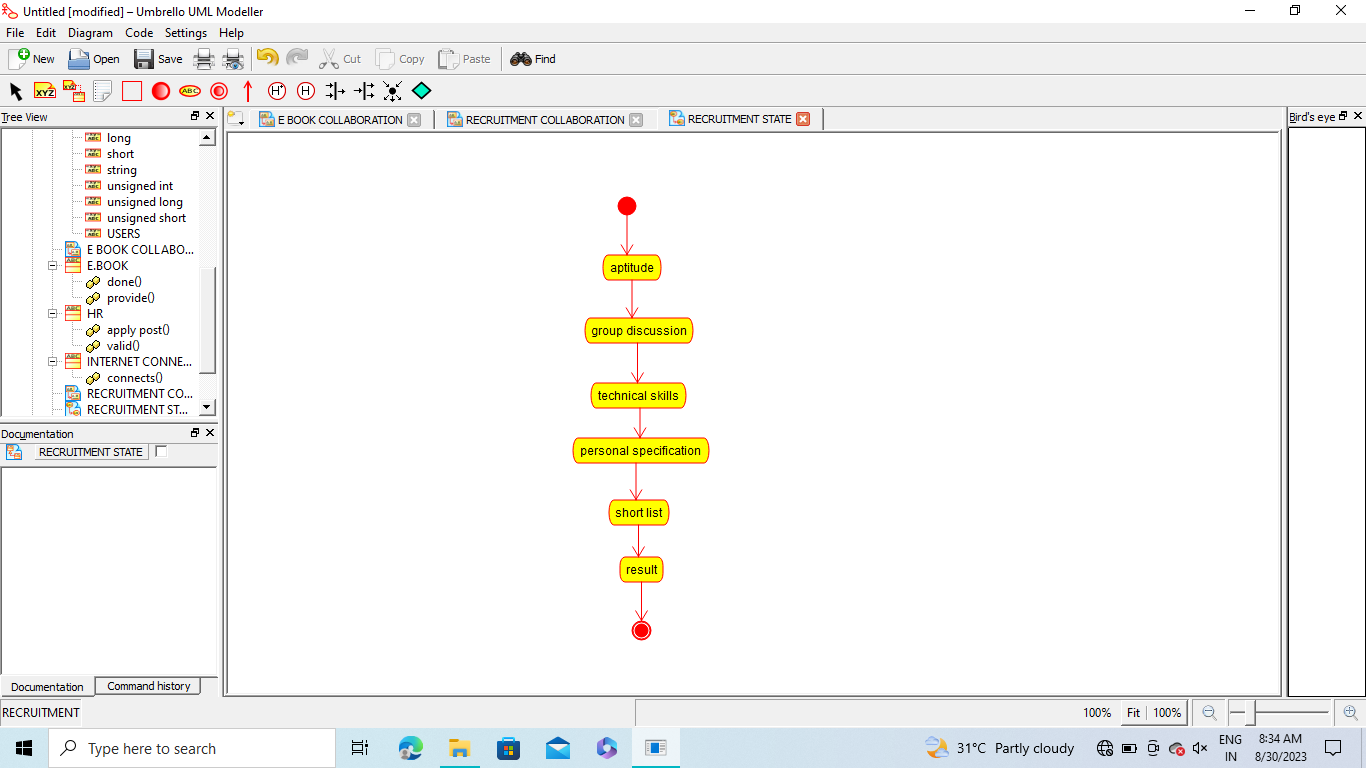 Untitled [modified] – Umbrello UML Modeller
File Edit Diagram Code Settings Help
New Open Save Cut Copy Paste Find
XYZ ABC H* H
Tree View
E BOOK COLLABORATION RECRUITMENT COLLABORATION RECRUITMENT STATE
Bird's eye
long
short
string
unsigned int
unsigned long
unsigned short
USERS
E BOOK COLLABO...
E.BOOK
done()
provide()
HR
apply post()
valid()
INTERNET CONNE...
connects()
RECRUITMENT CO...
RECRUITMENT ST...
Documentation
RECRUITMENT STATE
Documentation Command history
aptitude
group discussion
technical skills
personal specification
short list
result
RECRUITMENT
100% Fit 100%
Type here to search
31°C Partly cloudy
ENG
IN
8:34 AM
8/30/2023